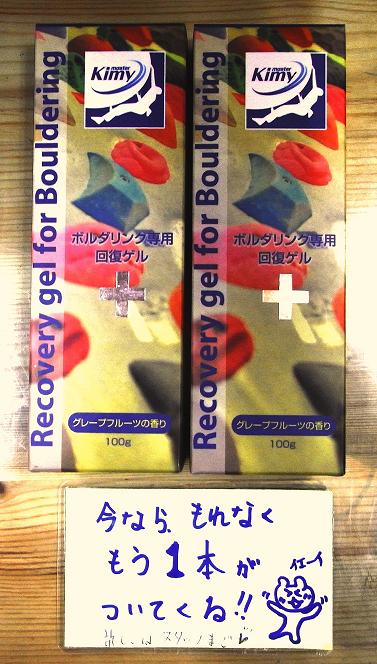 master
Kimy
Recovery gel for Bouldering
ボルダリング専用
回復ゲル
グレープフルーツの香り
100g
master
Kimy
Recovery gel for Bouldering
ボルダリング専用
回復ゲル
グレープフルーツの香り
100g
今なら、もれなく
もう1本が
ついてくる!!
イエーイ
スタッフまで